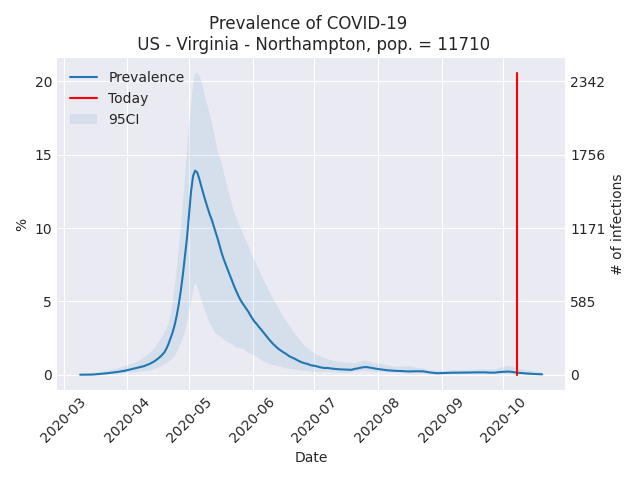 Prevalence of COVID-19
US - Virginia - Northampton, pop. = 11710
Prevalence
Today
95CI
20
15
10
5
0
%
2342
1756
1171
585
0
# of infections
2020-03
2020-04
2020-05
2020-06
2020-07
2020-08
2020-09
2020-10
Date